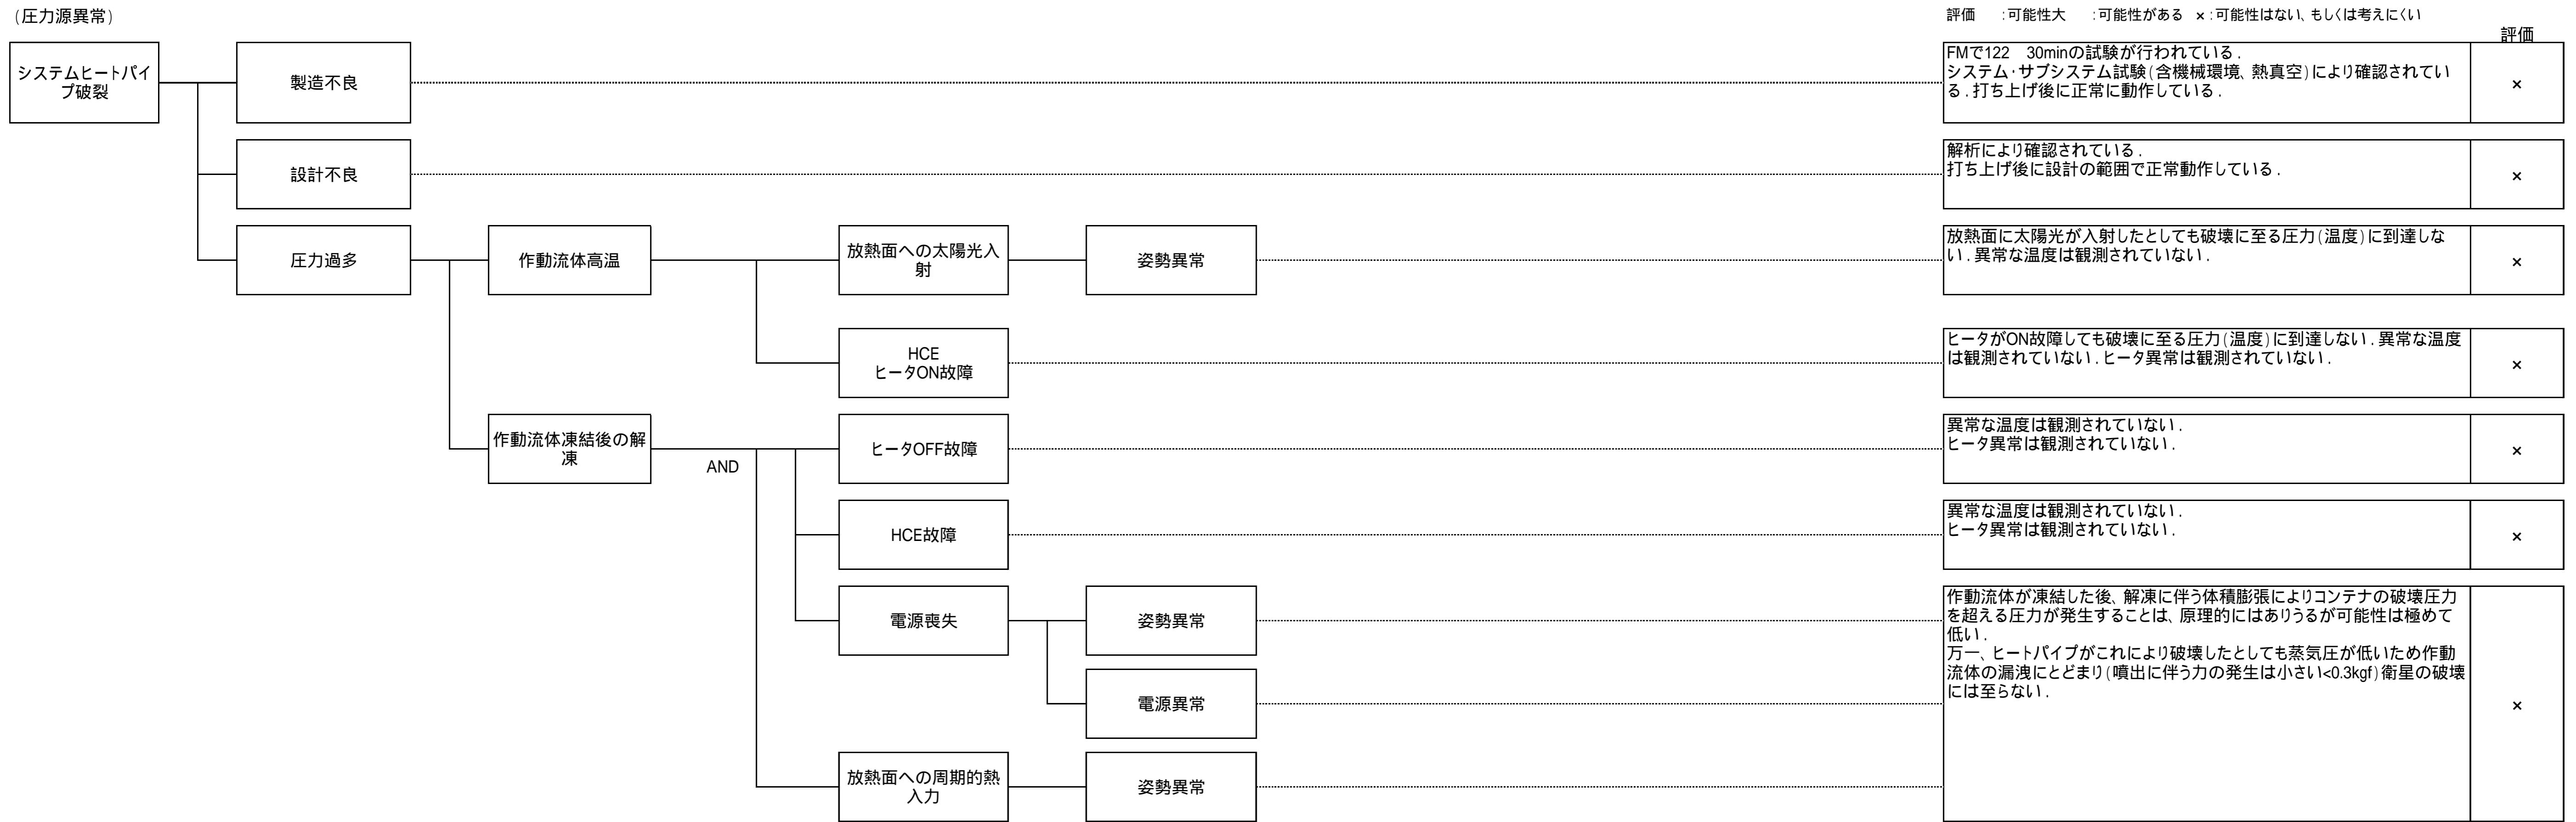 (圧力源異常)
評価　:可能性大　:可能性がある ×:可能性はない、もしくは考えにくい
評価
システムヒートパイ
プ破裂
製造不良
FMで122　30minの試験が行われている.
システム・サブシステム試験(含機械環境、熱真空)により確認されてい
る.打ち上げ後に正常に動作している.
×
設計不良
解析により確認されている.
打ち上げ後に設計の範囲で正常動作している.
×
圧力過多
作動流体高温
放熱面への太陽光入
射
姿勢異常
放熱面に太陽光が入射したとしても破壊に至る圧力(温度)に到達しな
い.異常な温度は観測されていない.
×
HCE
ヒータON故障
ヒータがON故障しても破壊に至る圧力(温度)に到達しない.異常な温度
は観測されていない.ヒータ異常は観測されていない.
×
作動流体凍結後の解
凍
AND
ヒータOFF故障
異常な温度は観測されていない.
ヒータ異常は観測されていない.
×
HCE故障
異常な温度は観測されていない.
ヒータ異常は観測されていない.
×
電源喪失
姿勢異常
作動流体が凍結した後、解凍に伴う体積膨張によりコンテナの破壊圧力
を超える圧力が発生することは、原理的にはありうるが可能性は極めて
低い.
万一、ヒートパイプがこれにより破壊したとしても蒸気圧が低いため作動
流体の漏洩にとどまり(噴出に伴う力の発生は小さい<0.3kgf)衛星の破壊
には至らない.
×
電源異常
放熱面への周期的熱
入力
姿勢異常